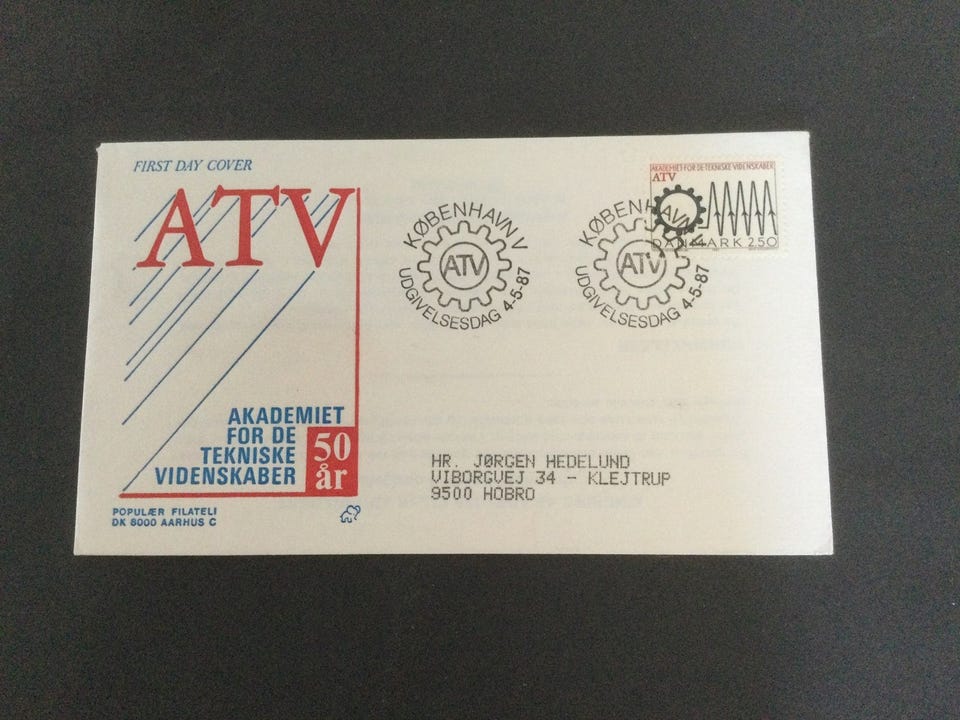 FIRST DAY COVER
ATV
AKADEMIET
FOR DE
TEKNISKE
VIDENSKABER
50
år
POPULÆR FILATELI
DK 8000 AARHUS C
KØBENHAVN V
ATV
UDGIVELSESDAG 4-5-87
KØBENHAVN V
ATV
UDGIVELSESDAG 4-5-87
AKADEMIET FOR DE TEKNISKE VIDENSKABER
ATV
DANMARK 250
HR. JØRGEN HEDELUND
VIBORGVEJ 34 - KLEJTRUP
9500 HOBRO